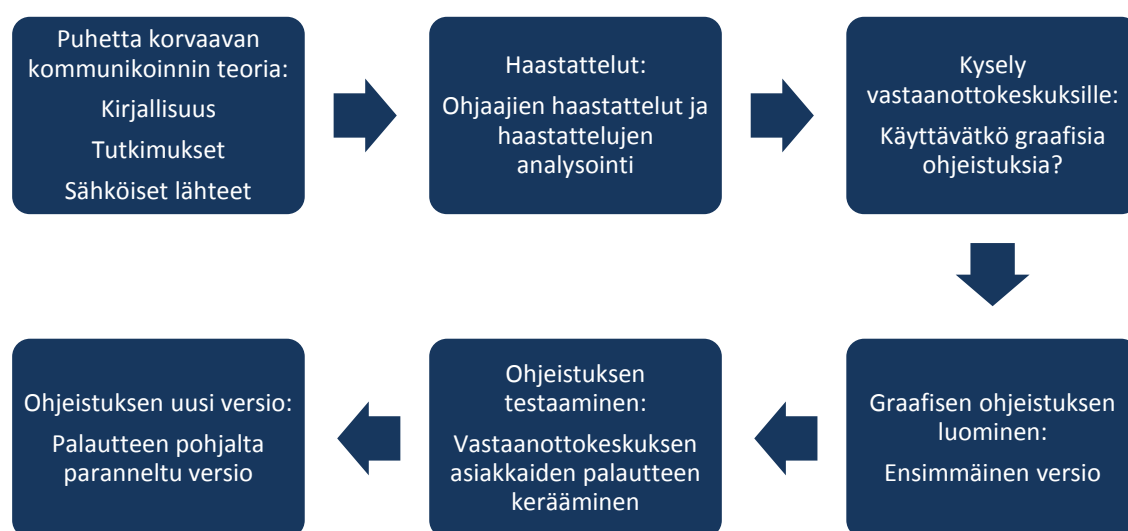 Puhetta korvaavan
kommunikoinnin teoria:
Kirjallisuus
Tutkimukset
Sähköiset lähteet
Haastattelut:
Ohjaajien haastattelut ja
haastattelujen
analysointi
Kysely
vastaanottokeskuksille:
Käyttävätkö graafisia
ohjeistuksia?
Graafisen ohjeistuksen
luominen:
Ensimmäinen versio
Ohjeistuksen
testaaminen:
Vastaanottokeskuksen
asiakkaiden palautteen
kerääminen
Ohjeistuksen uusi versio:
Palautteen pohjalta
paranneltu versio